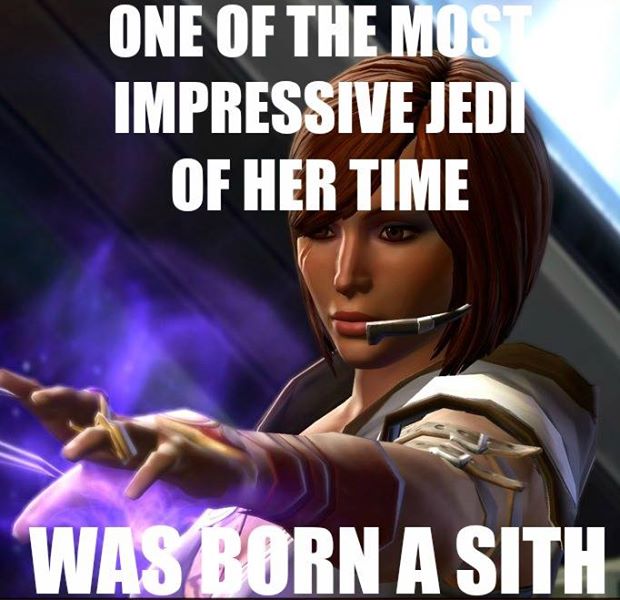 ONE OF THE MOST
IMPRESSIVE JEDI
OF HER TIME
WAS BORN A SITH